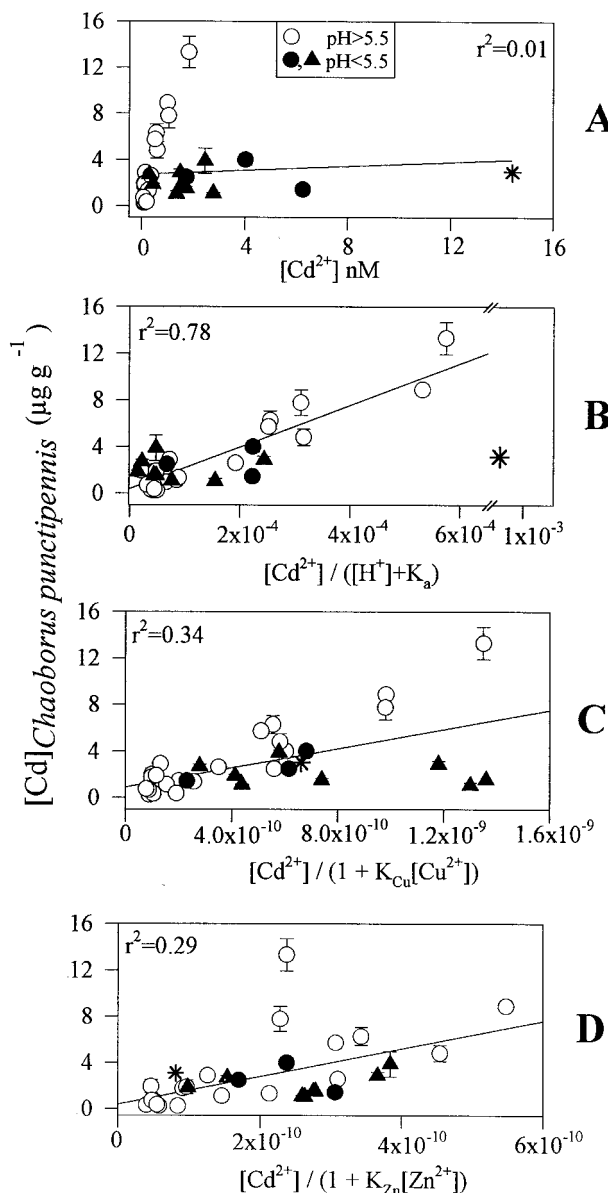 16
12
8
4
0
○ pH>5.5
●,▲ pH<5.5
r²=0.01
A
0 4 8 12 16
[Cd²⁺] nM
16
12
8
4
0
r²=0.78
B
0 2x10⁻⁴ 4x10⁻⁴ 6x10⁻⁴ 1x10⁻³
[Cd²⁺] / ([H⁺]+Kₐ)
[Cd]Chaoborus punctipennis (µg g⁻¹)
16
12
8
4
0
r²=0.34
C
0 4.0x10⁻¹⁰ 8.0x10⁻¹⁰ 1.2x10⁻⁹ 1.6x10⁻⁹
[Cd²⁺] / (1 + K_Cu[Cu²⁺])
16
12
8
4
0
r²=0.29
D
0 2x10⁻¹⁰ 4x10⁻¹⁰ 6x10⁻¹⁰
[Cd²⁺] / (1 + K_Zn[Zn²⁺])